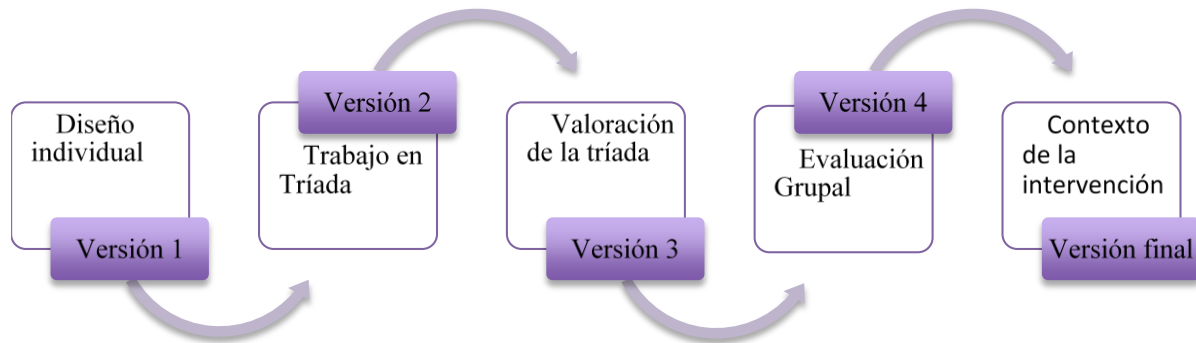 Diseño
individual
Versión 1
Versión 2
Trabajo en
Tríada
Valoración
de la tríada
Versión 3
Versión 4
Evaluación
Grupal
Contexto
de la
intervención
Versión final